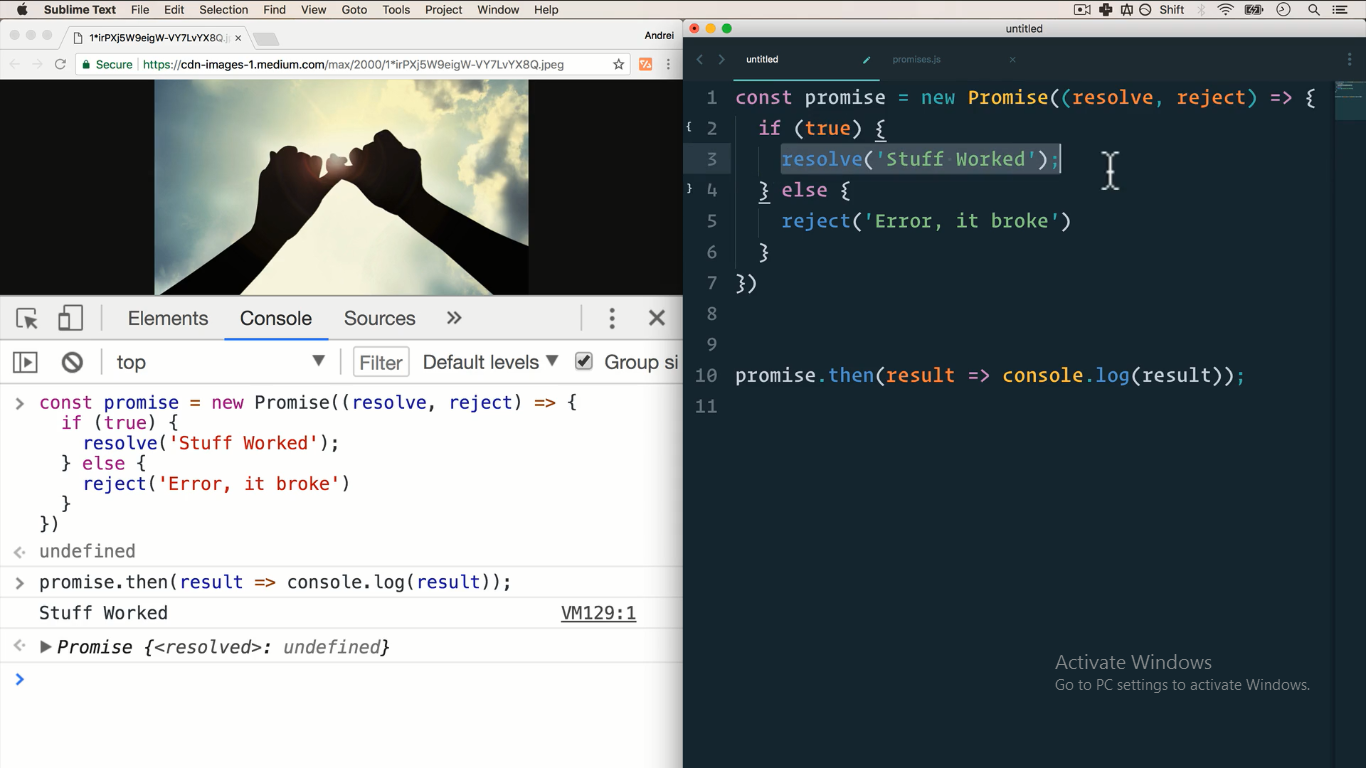 Sublime Text File Edit Selection Find View Goto Tools Project Window Help Shift
untitled
1*irPXj5W9eigW-VY7LvYX8Q.j × Andrei
Secure https://cdn-images-1.medium.com/max/2000/1*irPXj5W9eigW-VY7LvYX8Q.jpeg
untitled promises.js ×
1 const promise = new Promise((resolve, reject) => {
2 if (true) {
3 resolve('Stuff Worked');
4 } else {
5 reject('Error, it broke')
6 }
7 })
8
9
10 promise.then(result => console.log(result));
11
Elements Console Sources »
top Filter Default levels Group si
> const promise = new Promise((resolve, reject) => {
if (true) {
resolve('Stuff Worked');
} else {
reject('Error, it broke')
}
})
undefined
> promise.then(result => console.log(result));
Stuff Worked VM129:1
Promise {<resolved>: undefined}
>
Activate Windows
Go to PC settings to activate Windows.